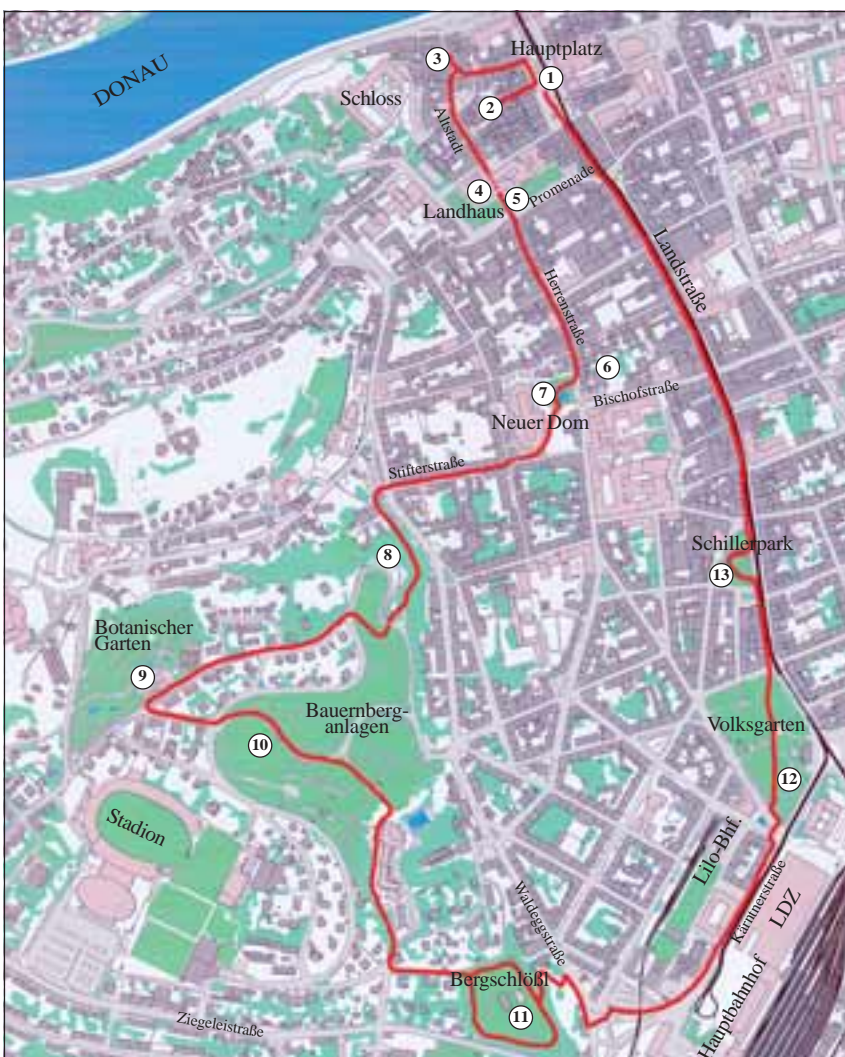 DONAU
Hauptplatz
3
1
Schloss
2
Altstadt
4
5
Promenade
Landhaus
Landstraße
Herrenstraße
6
7
Bischofstraße
Neuer Dom
Stifterstraße
8
Schillerpark
13
Botanischer
Garten
9
Bauernberg-
anlagen
10
Volksgarten
12
Stadion
Lilo-Bhf.
Kärntnerstraße
LDZ
Waldeggstraße
Bergschlößl
11
Hauptbahnhof
Ziegeleistraße